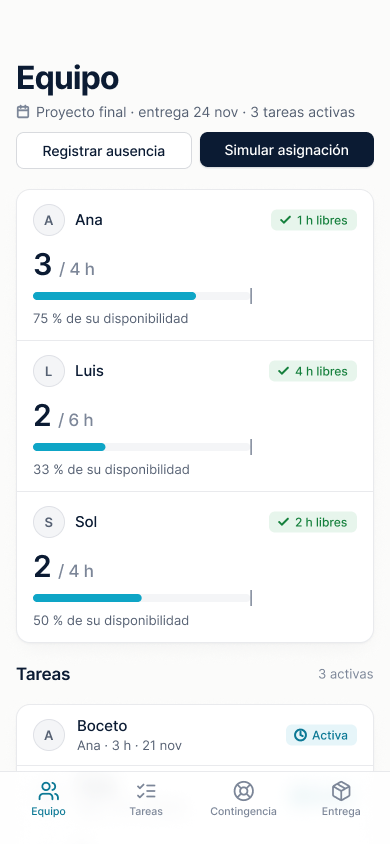 Equipo
Proyecto final · entrega 24 nov · 3 tareas activas
Registrar ausencia
Simular asignación
A
Ana
1 h libres
3 / 4 h
75 % de su disponibilidad
L
Luis
4 h libres
2 / 6 h
33 % de su disponibilidad
S
Sol
2 h libres
2 / 4 h
50 % de su disponibilidad
Tareas
3 activas
A
Boceto
Activa
Ana · 3 h · 21 nov
Equipo
Tareas
Contingencia
Entrega